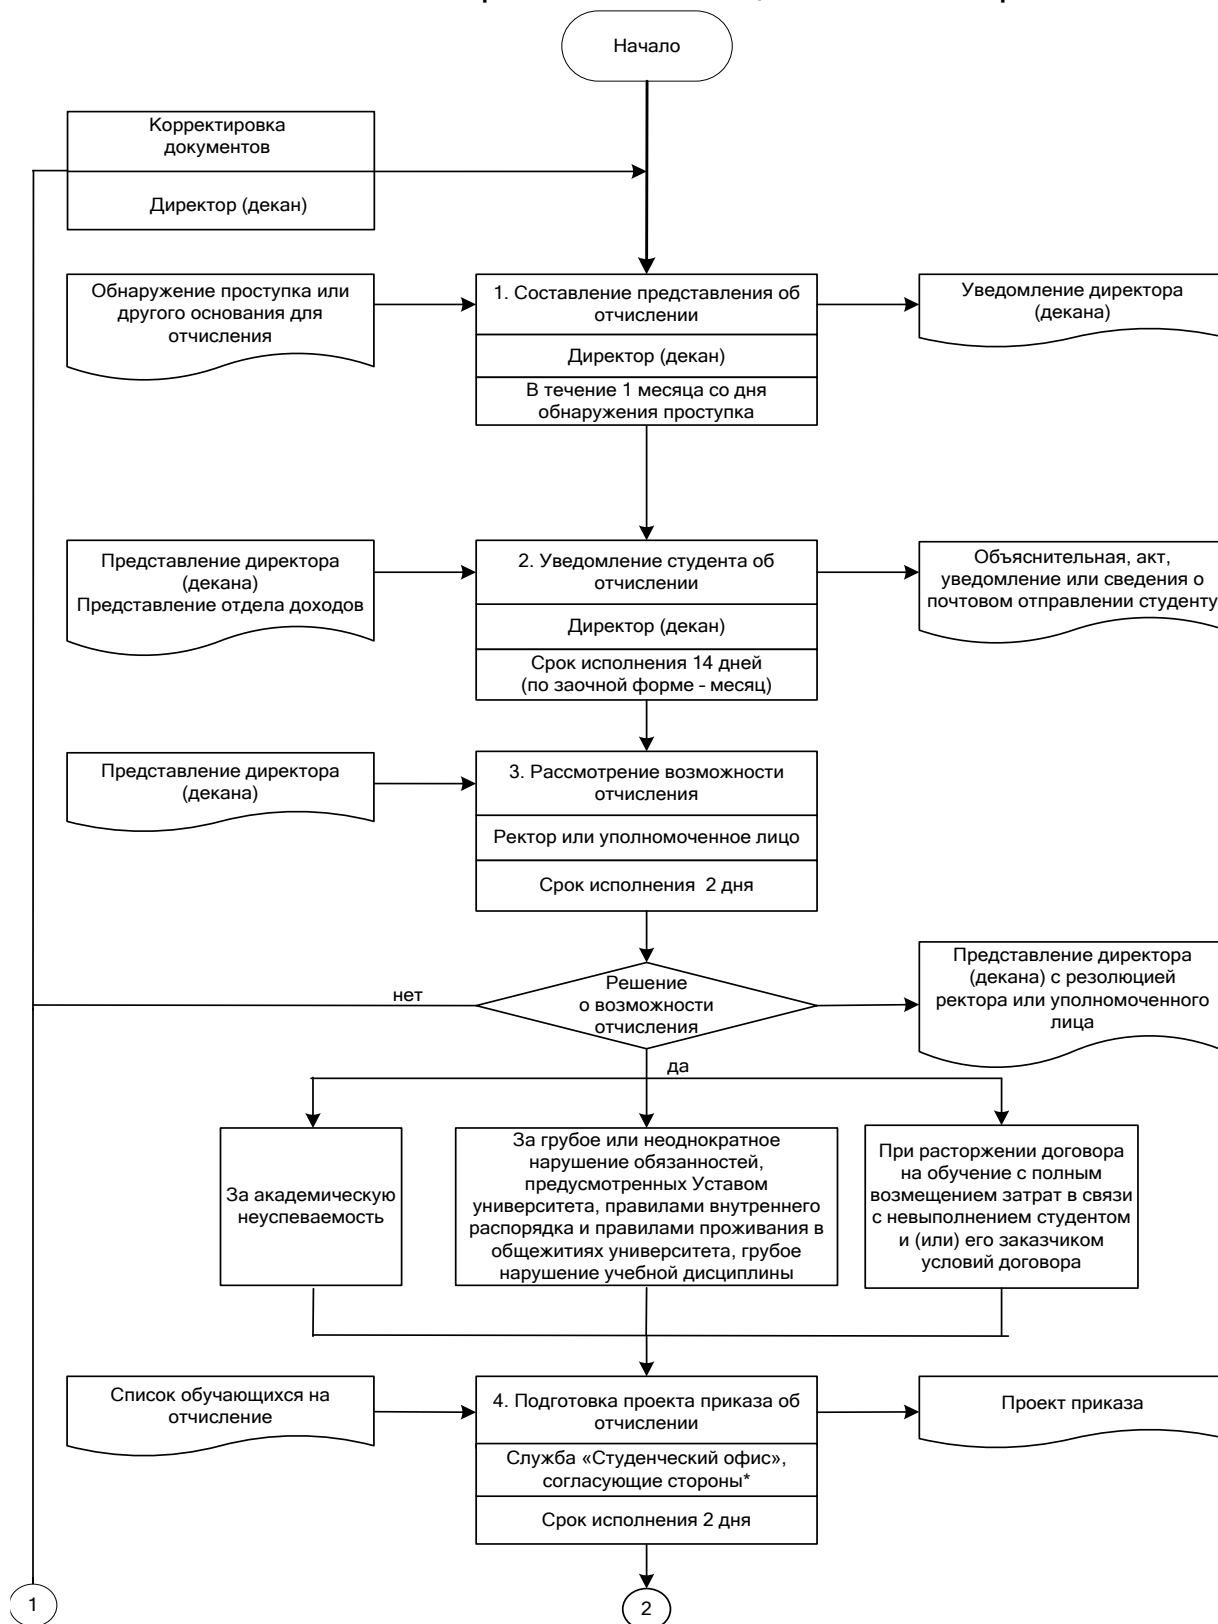 Начало
Корректировка
документов
Директор (декан)
Обнаружение проступка или
другого основания для
отчисления
1. Составление представления об
отчислении
Директор (декан)
В течение 1 месяца со дня
обнаружения проступка
Уведомление директора
(декана)
Представление директора
(декана)
Представление отдела доходов
2. Уведомление студента об
отчислении
Директор (декан)
Срок исполнения 14 дней
(по заочной форме - месяц)
Объяснительная, акт,
уведомление или сведения о
почтовом отправлении студенту
Представление директора
(декана)
3. Рассмотрение возможности
отчисления
Ректор или уполномоченное лицо
Срок исполнения 2 дня
Решение
о возможности
отчисления
нет
Представление директора
(декана) с резолюцией
ректора или уполномоченного
лица
да
За академическую
неуспеваемость
За грубое или неоднократное
нарушение обязанностей,
предусмотренных Уставом
университета, правилами внутреннего
распорядка и правилами проживания в
общежитиях университета, грубое
нарушение учебной дисциплины
При расторжении договора
на обучение с полным
возмещением затрат в связи
с невыполнением студентом
и (или) его заказчиком
условий договора
Список обучающихся на
отчисление
4. Подготовка проекта приказа об
отчислении
Служба «Студенческий офис»,
согласующие стороны*
Срок исполнения 2 дня
Проект приказа
1
2